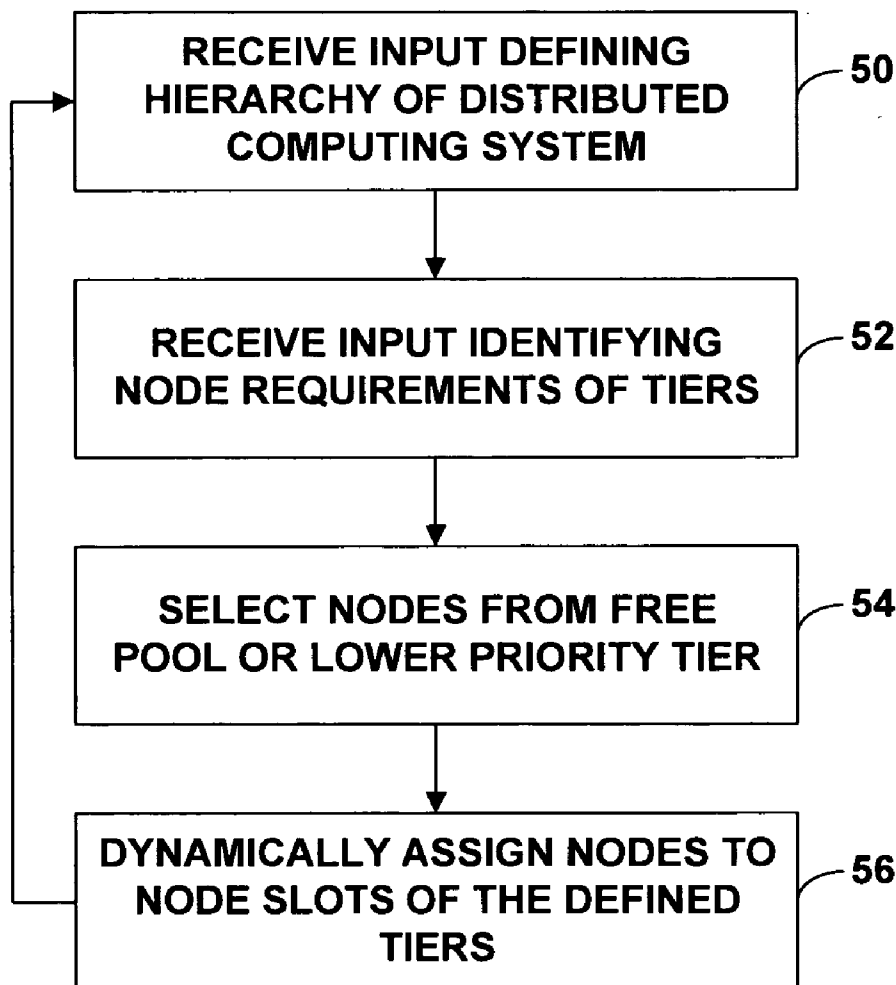 RECEIVE INPUT DEFINING
HIERARCHY OF DISTRIBUTED
COMPUTING SYSTEM
50
RECEIVE INPUT IDENTIFYING
NODE REQUIREMENTS OF TIERS
52
SELECT NODES FROM FREE
POOL OR LOWER PRIORITY TIER
54
DYNAMICALLY ASSIGN NODES TO
NODE SLOTS OF THE DEFINED
TIERS
56